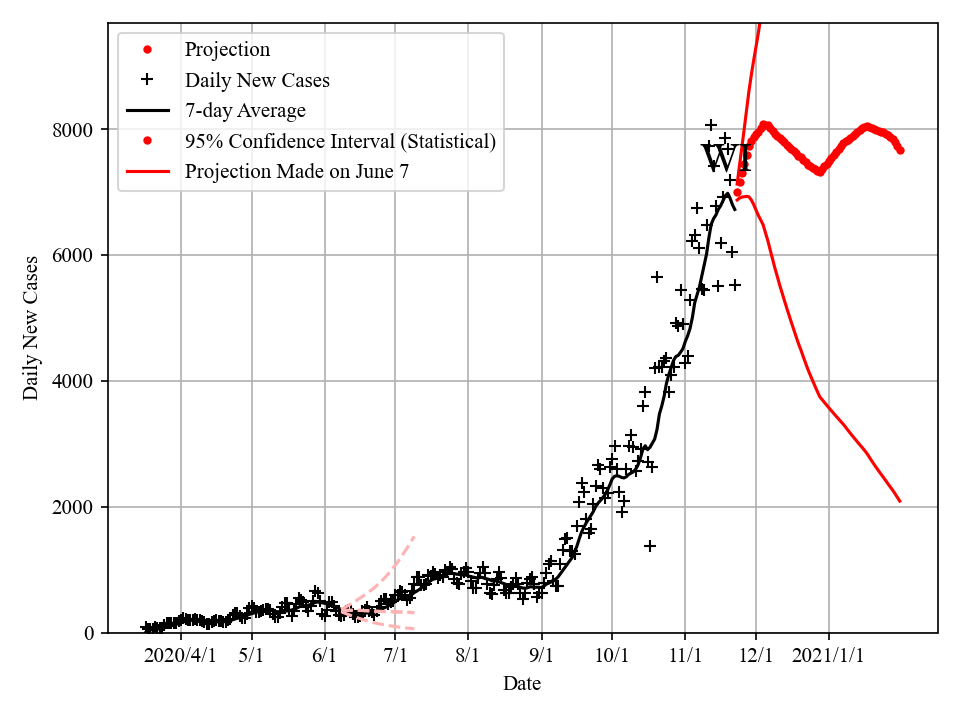 Projection
Daily New Cases
7-day Average
95% Confidence Interval (Statistical)
Projection Made on June 7
WI
8000
6000
4000
2000
0
Daily New Cases
2020/4/1 5/1 6/1 7/1 8/1 9/1 10/1 11/1 12/1 2021/1/1
Date